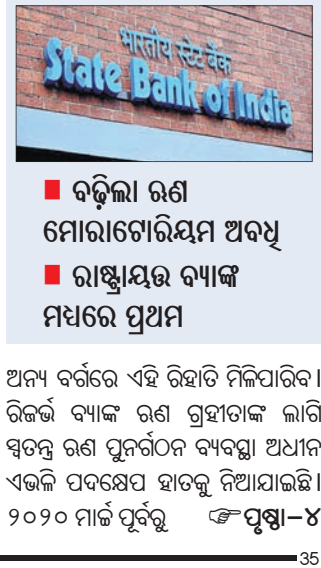 भारतीय स्टेट बैंक
State Bank of India
■ ବଢ଼ିଲା ଋଣ
ମୋରାଟୋରିୟମ ଅବଧି
■ ରାଷ୍ଟ୍ରାୟତ୍ତ ବ୍ୟାଙ୍କ
ମଧ୍ୟରେ ପ୍ରଥମ
ଅନ୍ୟ ବର୍ଗରେ ଏହି ରିହାତି ମିଳିପାରିବ।
ରିଜର୍ଭ ବ୍ୟାଙ୍କ ଋଣ ଗ୍ରହୀତାଙ୍କ ଲାଗି
ସ୍ୱତନ୍ତ୍ର ଋଣ ପୁନର୍ଗଠନ ବ୍ୟବସ୍ଥା ଅଧୀନ
ଏଭଳି ପଦକ୍ଷେପ ହାତକୁ ନିଆଯାଇଛି।
୨୦୨୦ ମାର୍ଚ୍ଚ ପୂର୍ବରୁ ☞ପୃଷ୍ଠା–୪
35